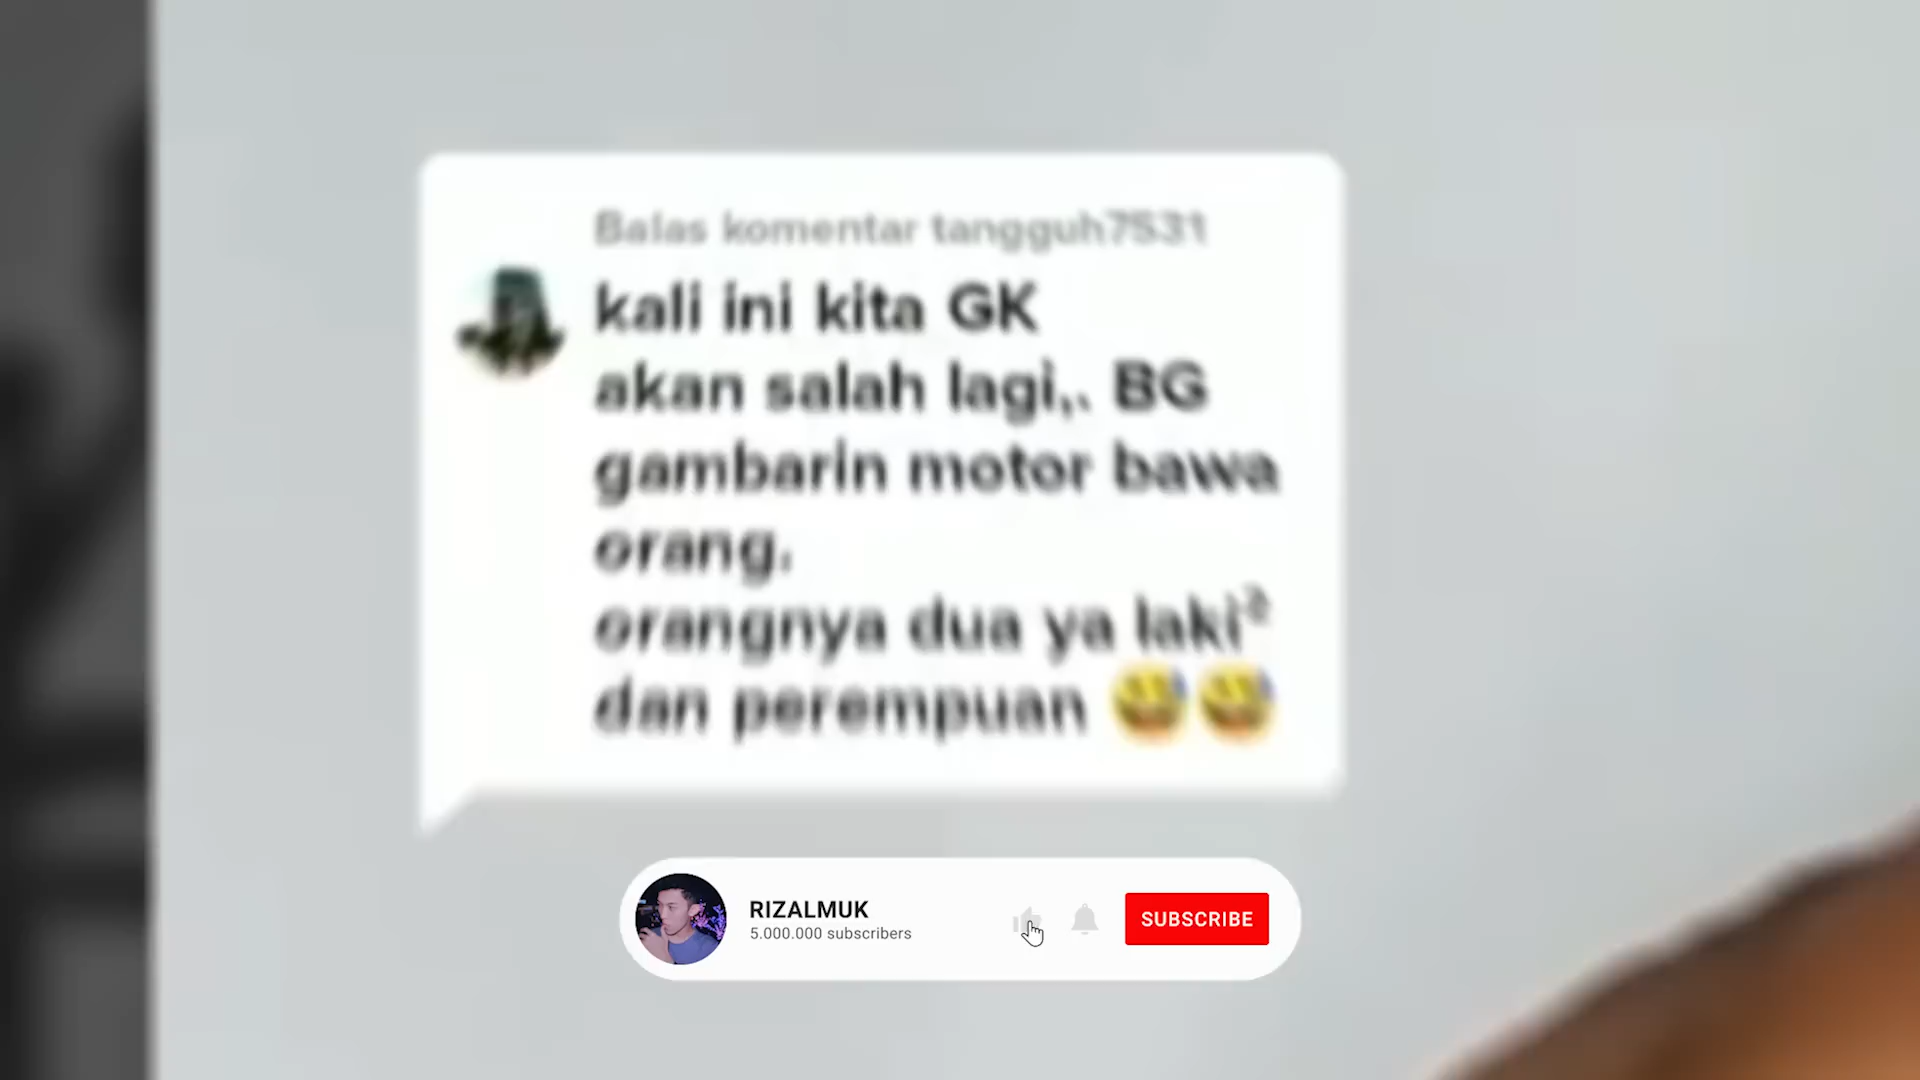 Balas komentar tangguh7531
kali ini kita GK
akan salah lagi,. BG
gambarin motor bawa
orang.
orangnya dua ya laki²
dan perempuan 😅😅
RIZALMUK
5.000.000 subscribers
SUBSCRIBE